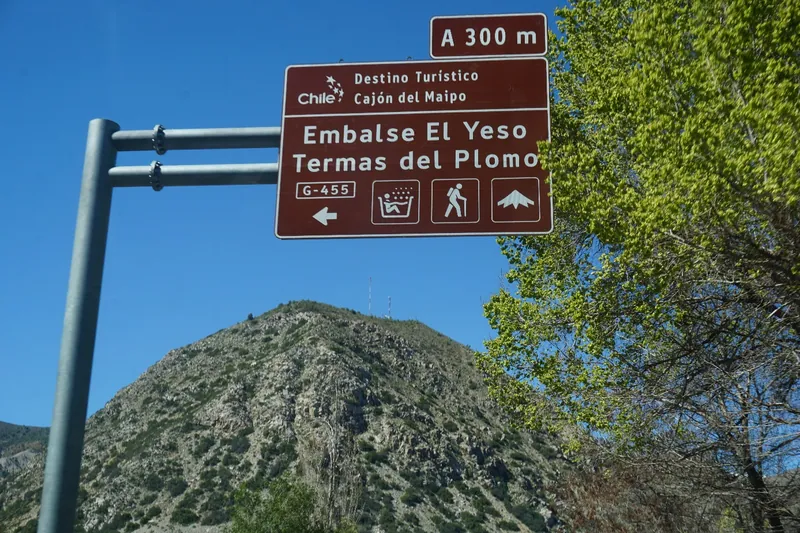 A 300 m
Chile
Destino Turístico
Cajón del Maipo
Embalse El Yeso
Termas del Plomo
G-455